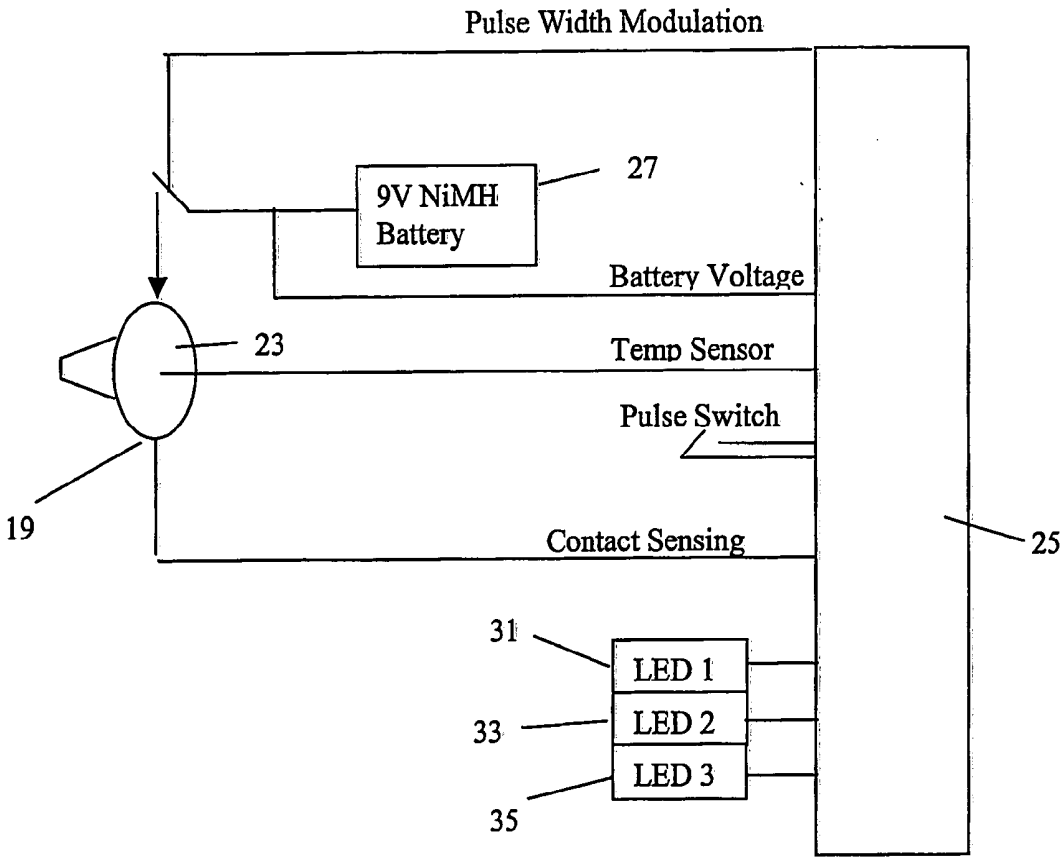 Pulse Width Modulation
27
9V NiMH
Battery
Battery Voltage
23
Temp Sensor
Pulse Switch
19
Contact Sensing
25
31
LED 1
33
LED 2
LED 3
35